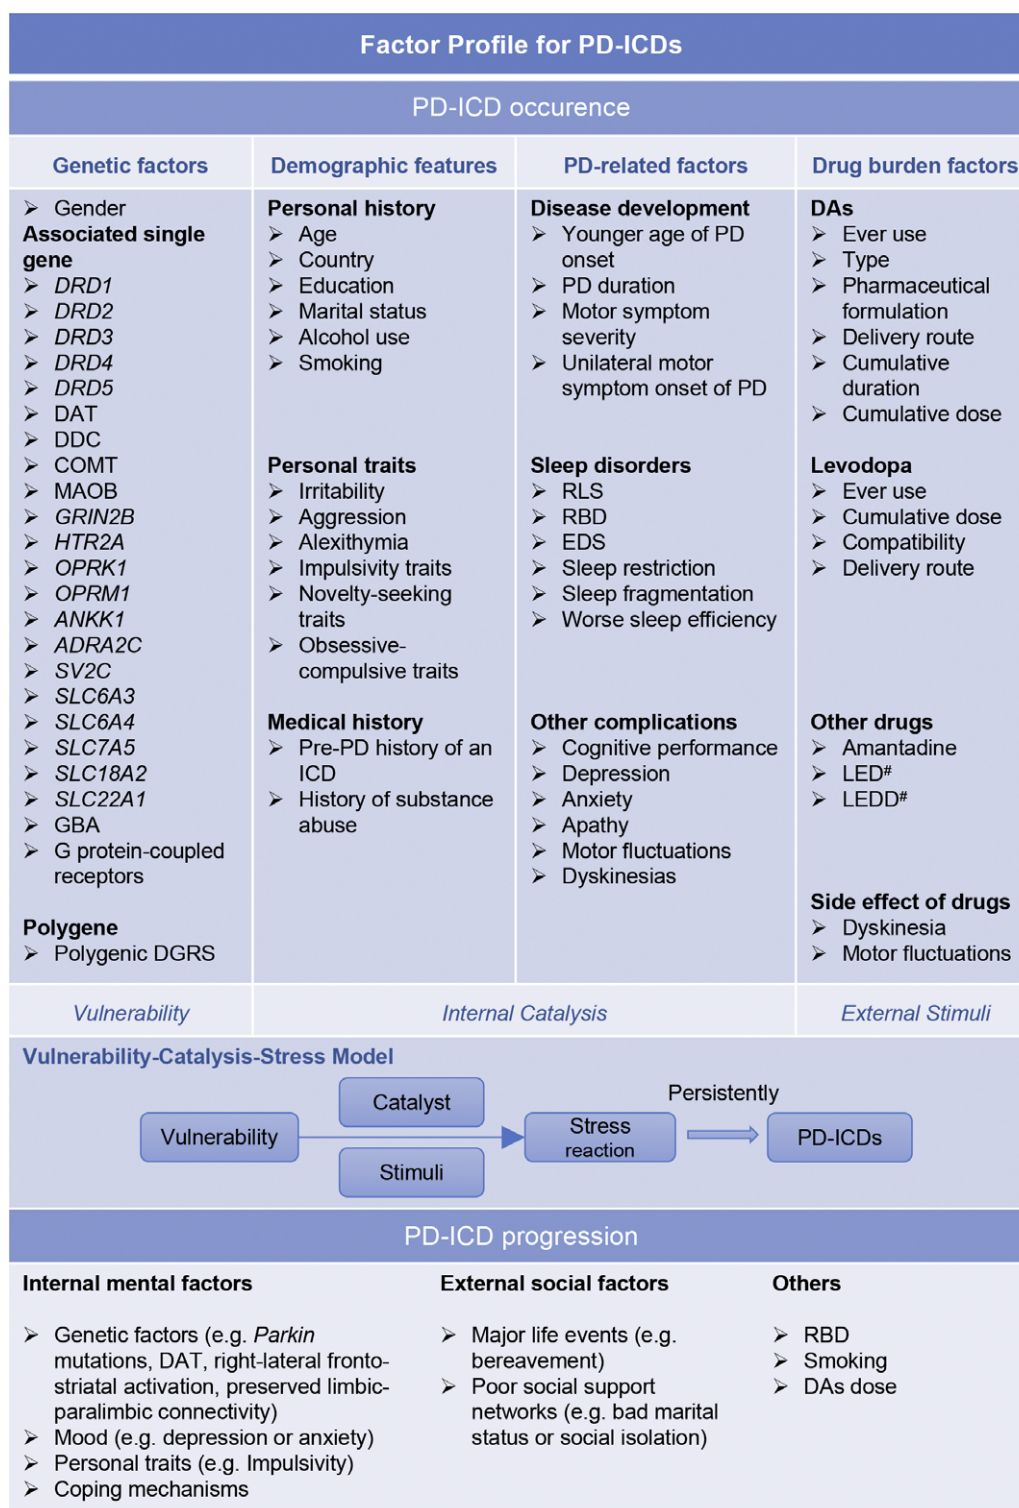 Factor Profile for PD-ICDs
PD-ICD occurence
Genetic factors
Demographic features
PD-related factors
Drug burden factors
➢ Gender
Associated single
gene
➢ DRD1
➢ DRD2
➢ DRD3
➢ DRD4
➢ DRD5
➢ DAT
➢ DDC
➢ COMT
➢ MAOB
➢ GRIN2B
➢ HTR2A
➢ OPRK1
➢ OPRM1
➢ ANKK1
➢ ADRA2C
➢ SV2C
➢ SLC6A3
➢ SLC6A4
➢ SLC7A5
➢ SLC18A2
➢ SLC22A1
➢ GBA
➢ G protein-coupled
receptors
Polygene
➢ Polygenic DGRS
Personal history
➢ Age
➢ Country
➢ Education
➢ Marital status
➢ Alcohol use
➢ Smoking
Personal traits
➢ Irritability
➢ Aggression
➢ Alexithymia
➢ Impulsivity traits
➢ Novelty-seeking
traits
➢ Obsessive-
compulsive traits
Medical history
➢ Pre-PD history of an
ICD
➢ History of substance
abuse
Disease development
➢ Younger age of PD
onset
➢ PD duration
➢ Motor symptom
severity
➢ Unilateral motor
symptom onset of PD
Sleep disorders
➢ RLS
➢ RBD
➢ EDS
➢ Sleep restriction
➢ Sleep fragmentation
➢ Worse sleep efficiency
Other complications
➢ Cognitive performance
➢ Depression
➢ Anxiety
➢ Apathy
➢ Motor fluctuations
➢ Dyskinesias
DAs
➢ Ever use
➢ Type
➢ Pharmaceutical
formulation
➢ Delivery route
➢ Cumulative
duration
➢ Cumulative dose
Levodopa
➢ Ever use
➢ Cumulative dose
➢ Compatibility
➢ Delivery route
Other drugs
➢ Amantadine
➢ LED#
➢ LEDD#
Side effect of drugs
➢ Dyskinesia
➢ Motor fluctuations
Vulnerability
Internal Catalysis
External Stimuli
Vulnerability-Catalysis-Stress Model
Vulnerability
Catalyst
Stimuli
Stress
reaction
Persistently
PD-ICDs
PD-ICD progression
Internal mental factors
➢ Genetic factors (e.g. Parkin
mutations, DAT, right-lateral fronto-
striatal activation, preserved limbic-
paralimbic connectivity)
➢ Mood (e.g. depression or anxiety)
➢ Personal traits (e.g. Impulsivity)
➢ Coping mechanisms
External social factors
➢ Major life events (e.g.
bereavement)
➢ Poor social support
networks (e.g. bad marital
status or social isolation)
Others
➢ RBD
➢ Smoking
➢ DAs dose